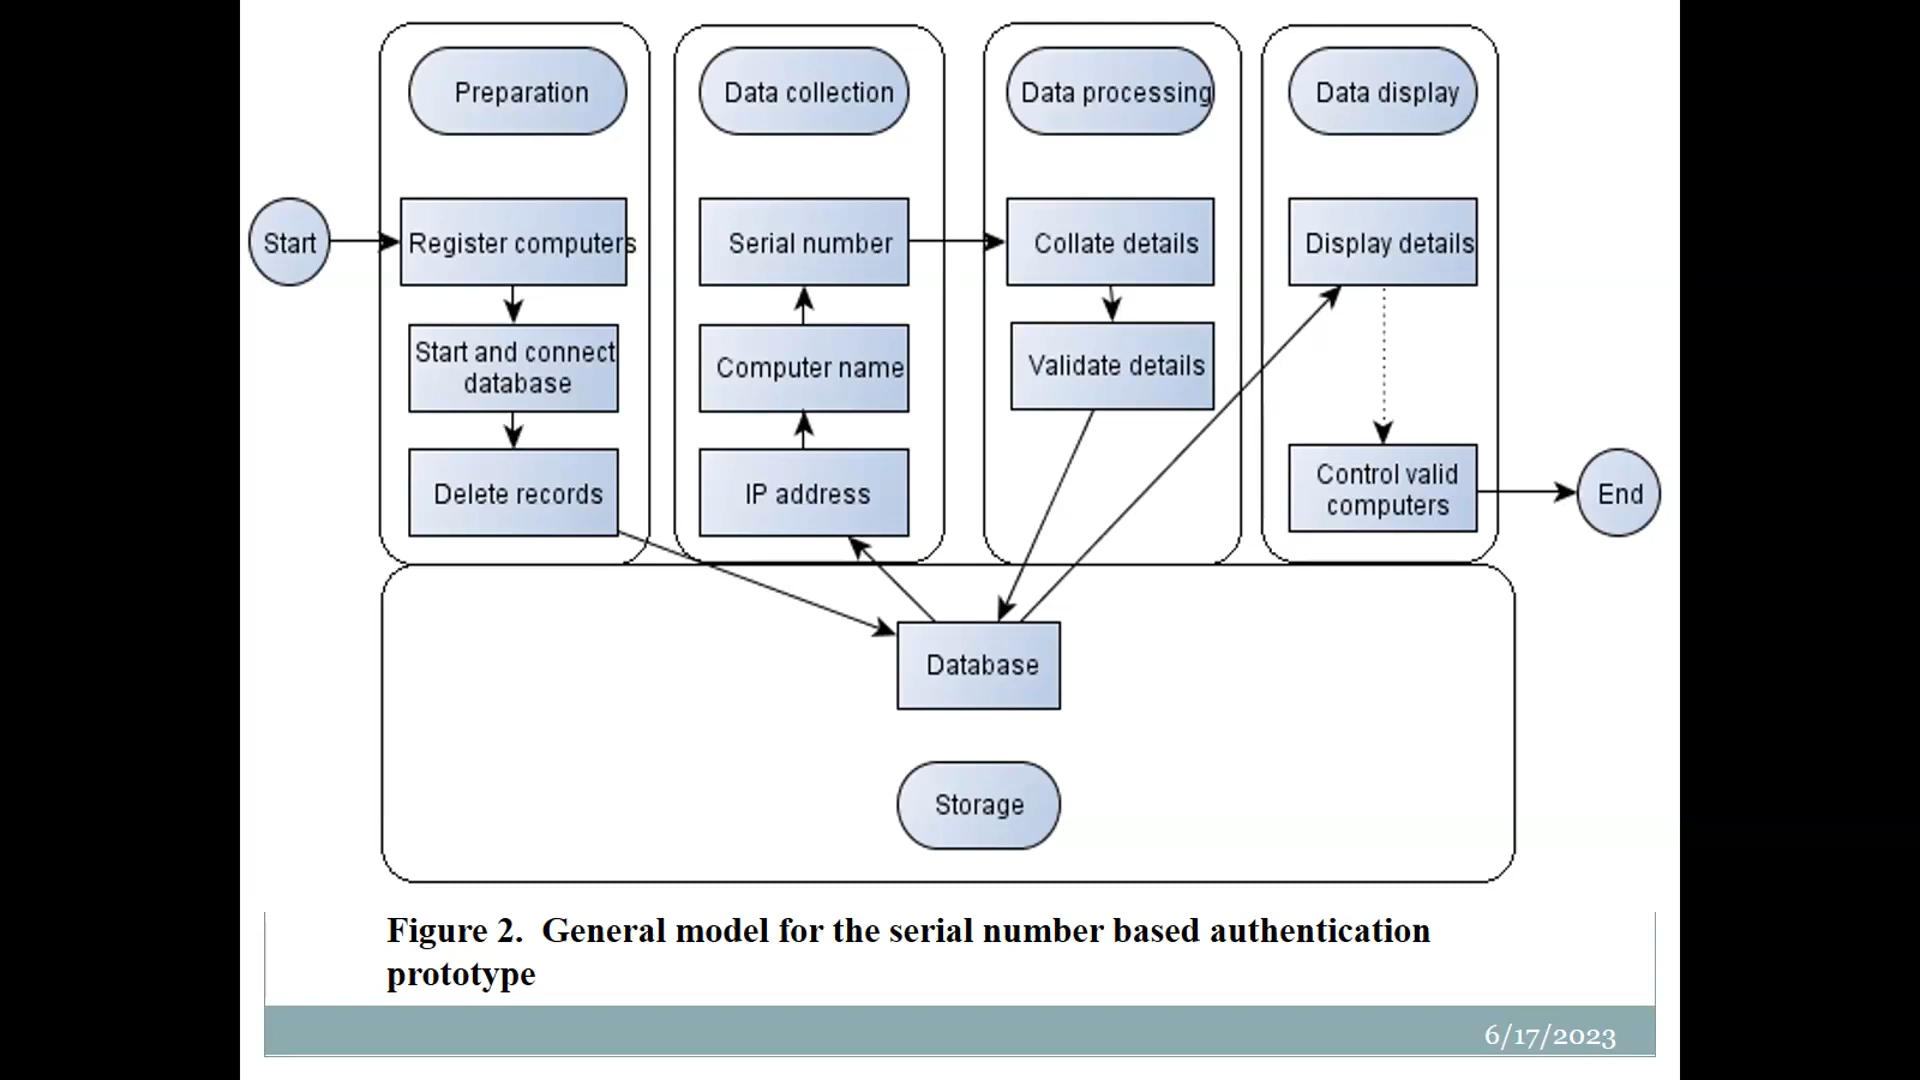 Preparation
Data collection
Data processing
Data display
Start
Register computers
Serial number
Collate details
Display details
Start and connect
database
Computer name
Validate details
Delete records
IP address
Control valid
computers
End
Database
Storage
Figure 2.  General model for the serial number based authentication
prototype
6/17/2023